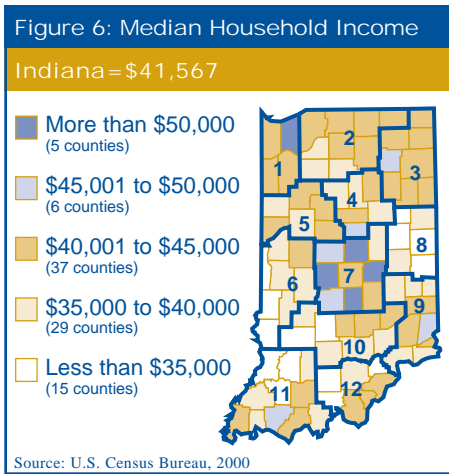 Figure 6: Median Household Income
Indiana=$41,567
More than $50,000
(5 counties)
$45,001 to $50,000
(6 counties)
$40,001 to $45,000
(37 counties)
$35,000 to $40,000
(29 counties)
Less than $35,000
(15 counties)
2
1
3
4
5
8
7
6
9
10
11
12
Source: U.S. Census Bureau, 2000